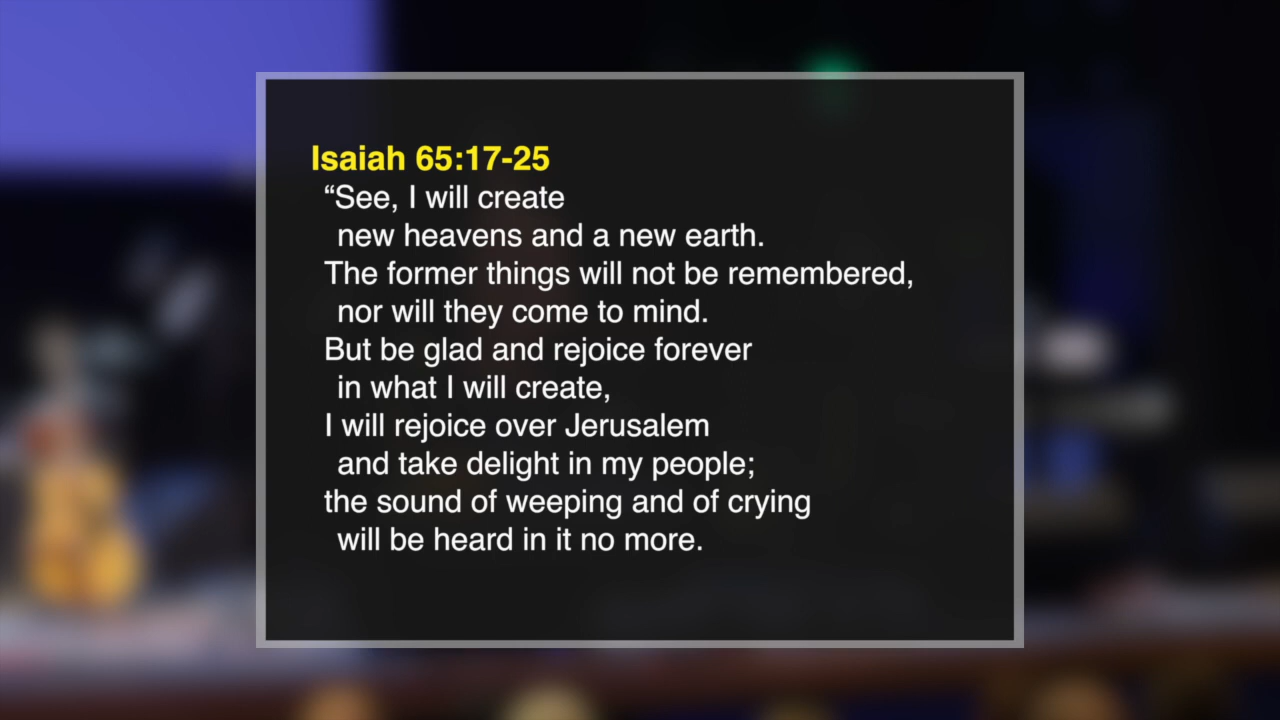 Isaiah 65:17-25
“See, I will create
new heavens and a new earth.
The former things will not be remembered,
nor will they come to mind.
But be glad and rejoice forever
in what I will create,
I will rejoice over Jerusalem
and take delight in my people;
the sound of weeping and of crying
will be heard in it no more.